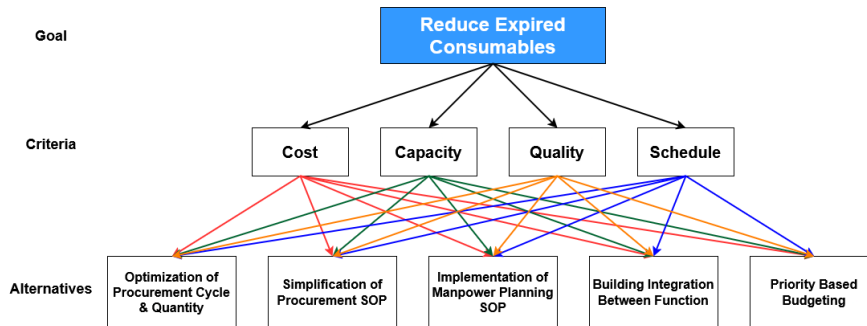 Goal
Reduce Expired
Consumables
Criteria
Cost
Capacity
Quality
Schedule
Alternatives
Optimization of
Procurement Cycle
& Quantity
Simplification of
Procurement SOP
Implementation of
Manpower Planning
SOP
Building Integration
Between Function
Priority Based
Budgeting